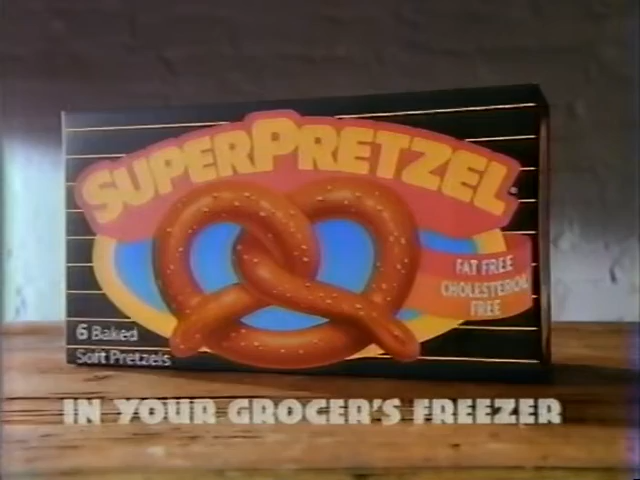 SUPERPRETZEL
FAT FREE
CHOLESTEROL
FREE
6 Baked
Soft Pretzels
IN YOUR GROCER'S FREEZER